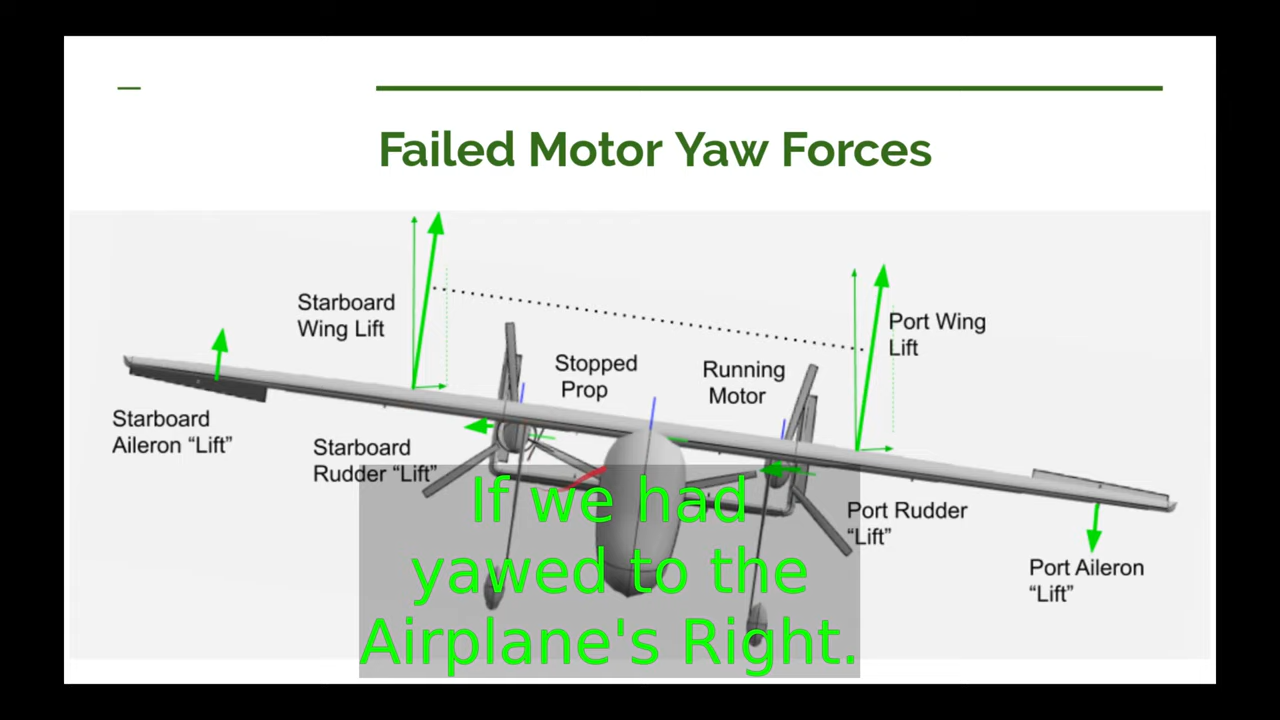 Failed Motor Yaw Forces
Starboard
Wing Lift
Port Wing
Lift
Stopped
Prop
Running
Motor
Starboard
Aileron “Lift”
Starboard
Rudder “Lift”
Port Rudder
“Lift”
Port Aileron
“Lift”
If we had
yawed to the
Airplane's Right.